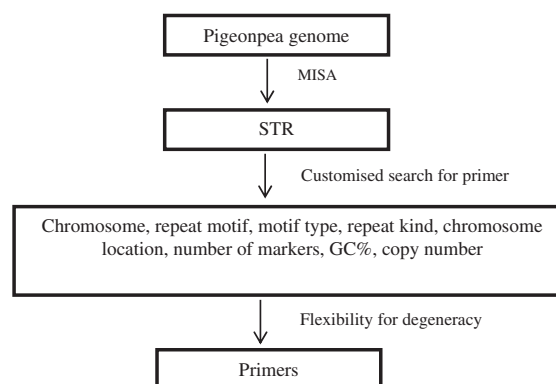 Pigeonpea genome
MISA
STR
Customised search for primer
Chromosome, repeat motif, motif type, repeat kind, chromosome
location, number of markers, GC%, copy number
Flexibility for degeneracy
Primers